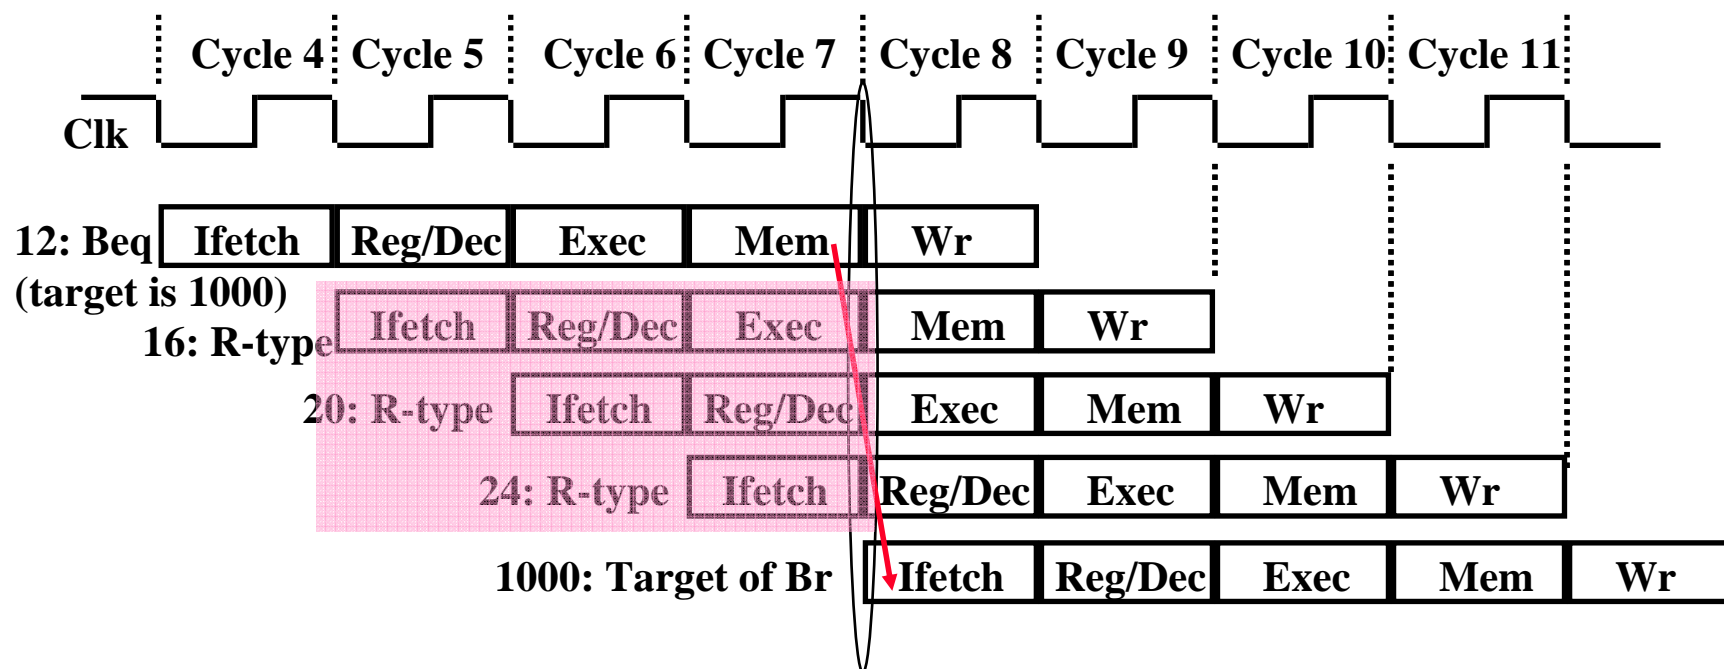 Cycle 4 Cycle 5 Cycle 6 Cycle 7 Cycle 8 Cycle 9 Cycle 10 Cycle 11
Clk
12: Beq Ifetch Reg/Dec Exec Mem Wr
(target is 1000)
16: R-type Ifetch Reg/Dec Exec Mem Wr
20: R-type Ifetch Reg/Dec Exec Mem Wr
24: R-type Ifetch Reg/Dec Exec Mem Wr
1000: Target of Br Ifetch Reg/Dec Exec Mem Wr